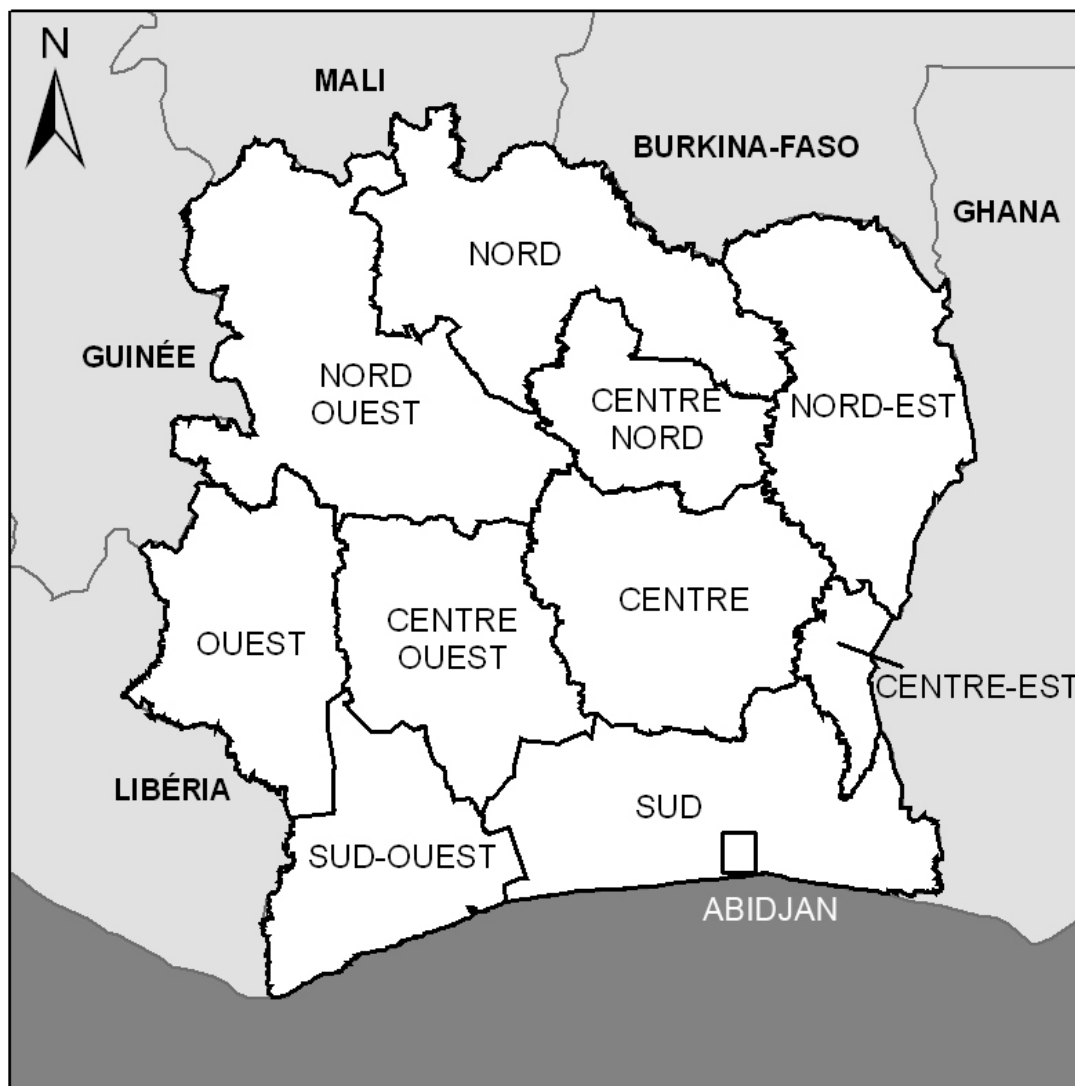 N
MALI
BURKINA-FASO
GHANA
NORD
GUINÉE
NORD
OUEST
CENTRE
NORD
NORD-EST
OUEST
CENTRE
OUEST
CENTRE
CENTRE-EST
LIBÉRIA
SUD
SUD-OUEST
ABIDJAN